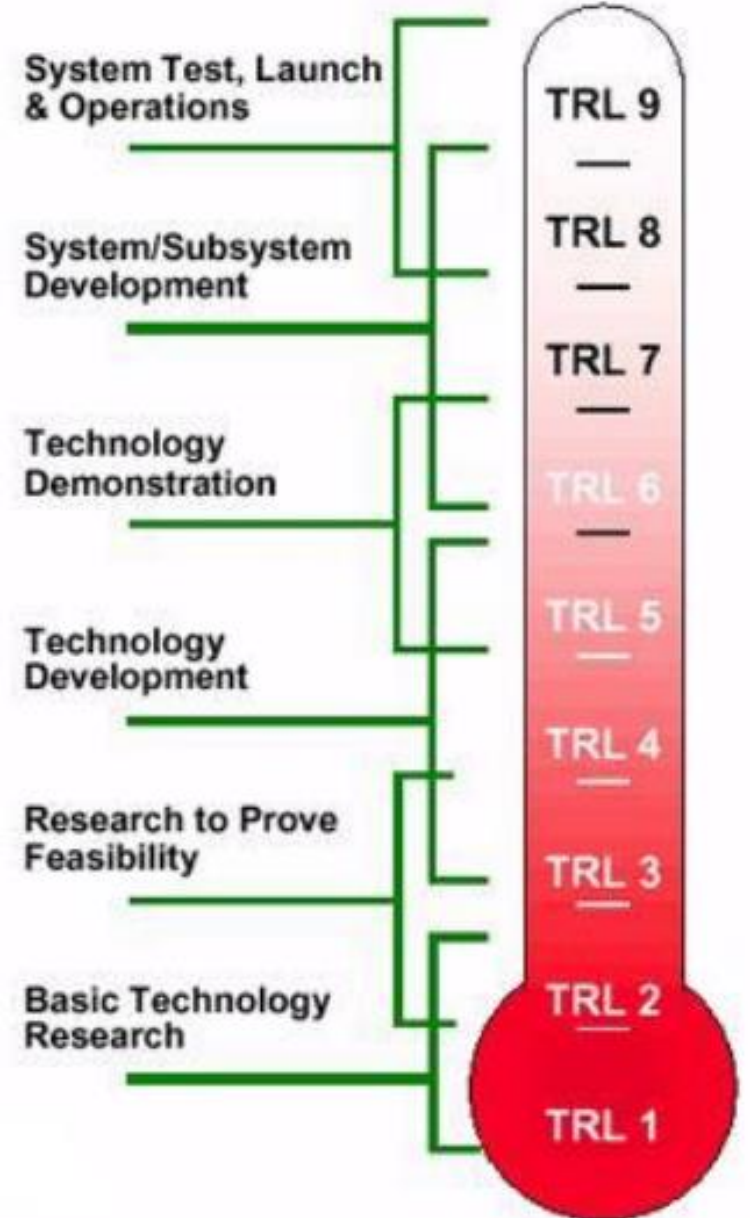 System Test, Launch
& Operations
System/Subsystem
Development
Technology
Demonstration
Technology
Development
Research to Prove
Feasibility
Basic Technology
Research
TRL 9
TRL 8
TRL 7
TRL 6
TRL 5
TRL 4
TRL 3
TRL 2
TRL 1